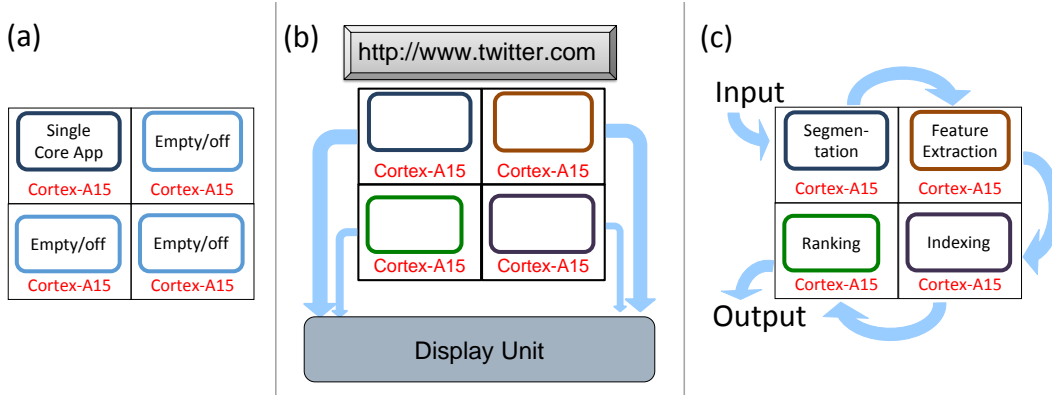 (a)
Single
Core App
Cortex-A15
Empty/off
Cortex-A15
Empty/off
Cortex-A15
Empty/off
Cortex-A15
(b)
http://www.twitter.com
Cortex-A15
Cortex-A15
Cortex-A15
Cortex-A15
Display Unit
(c)
Input
Segmen-
tation
Cortex-A15
Feature
Extraction
Cortex-A15
Ranking
Cortex-A15
Indexing
Cortex-A15
Output